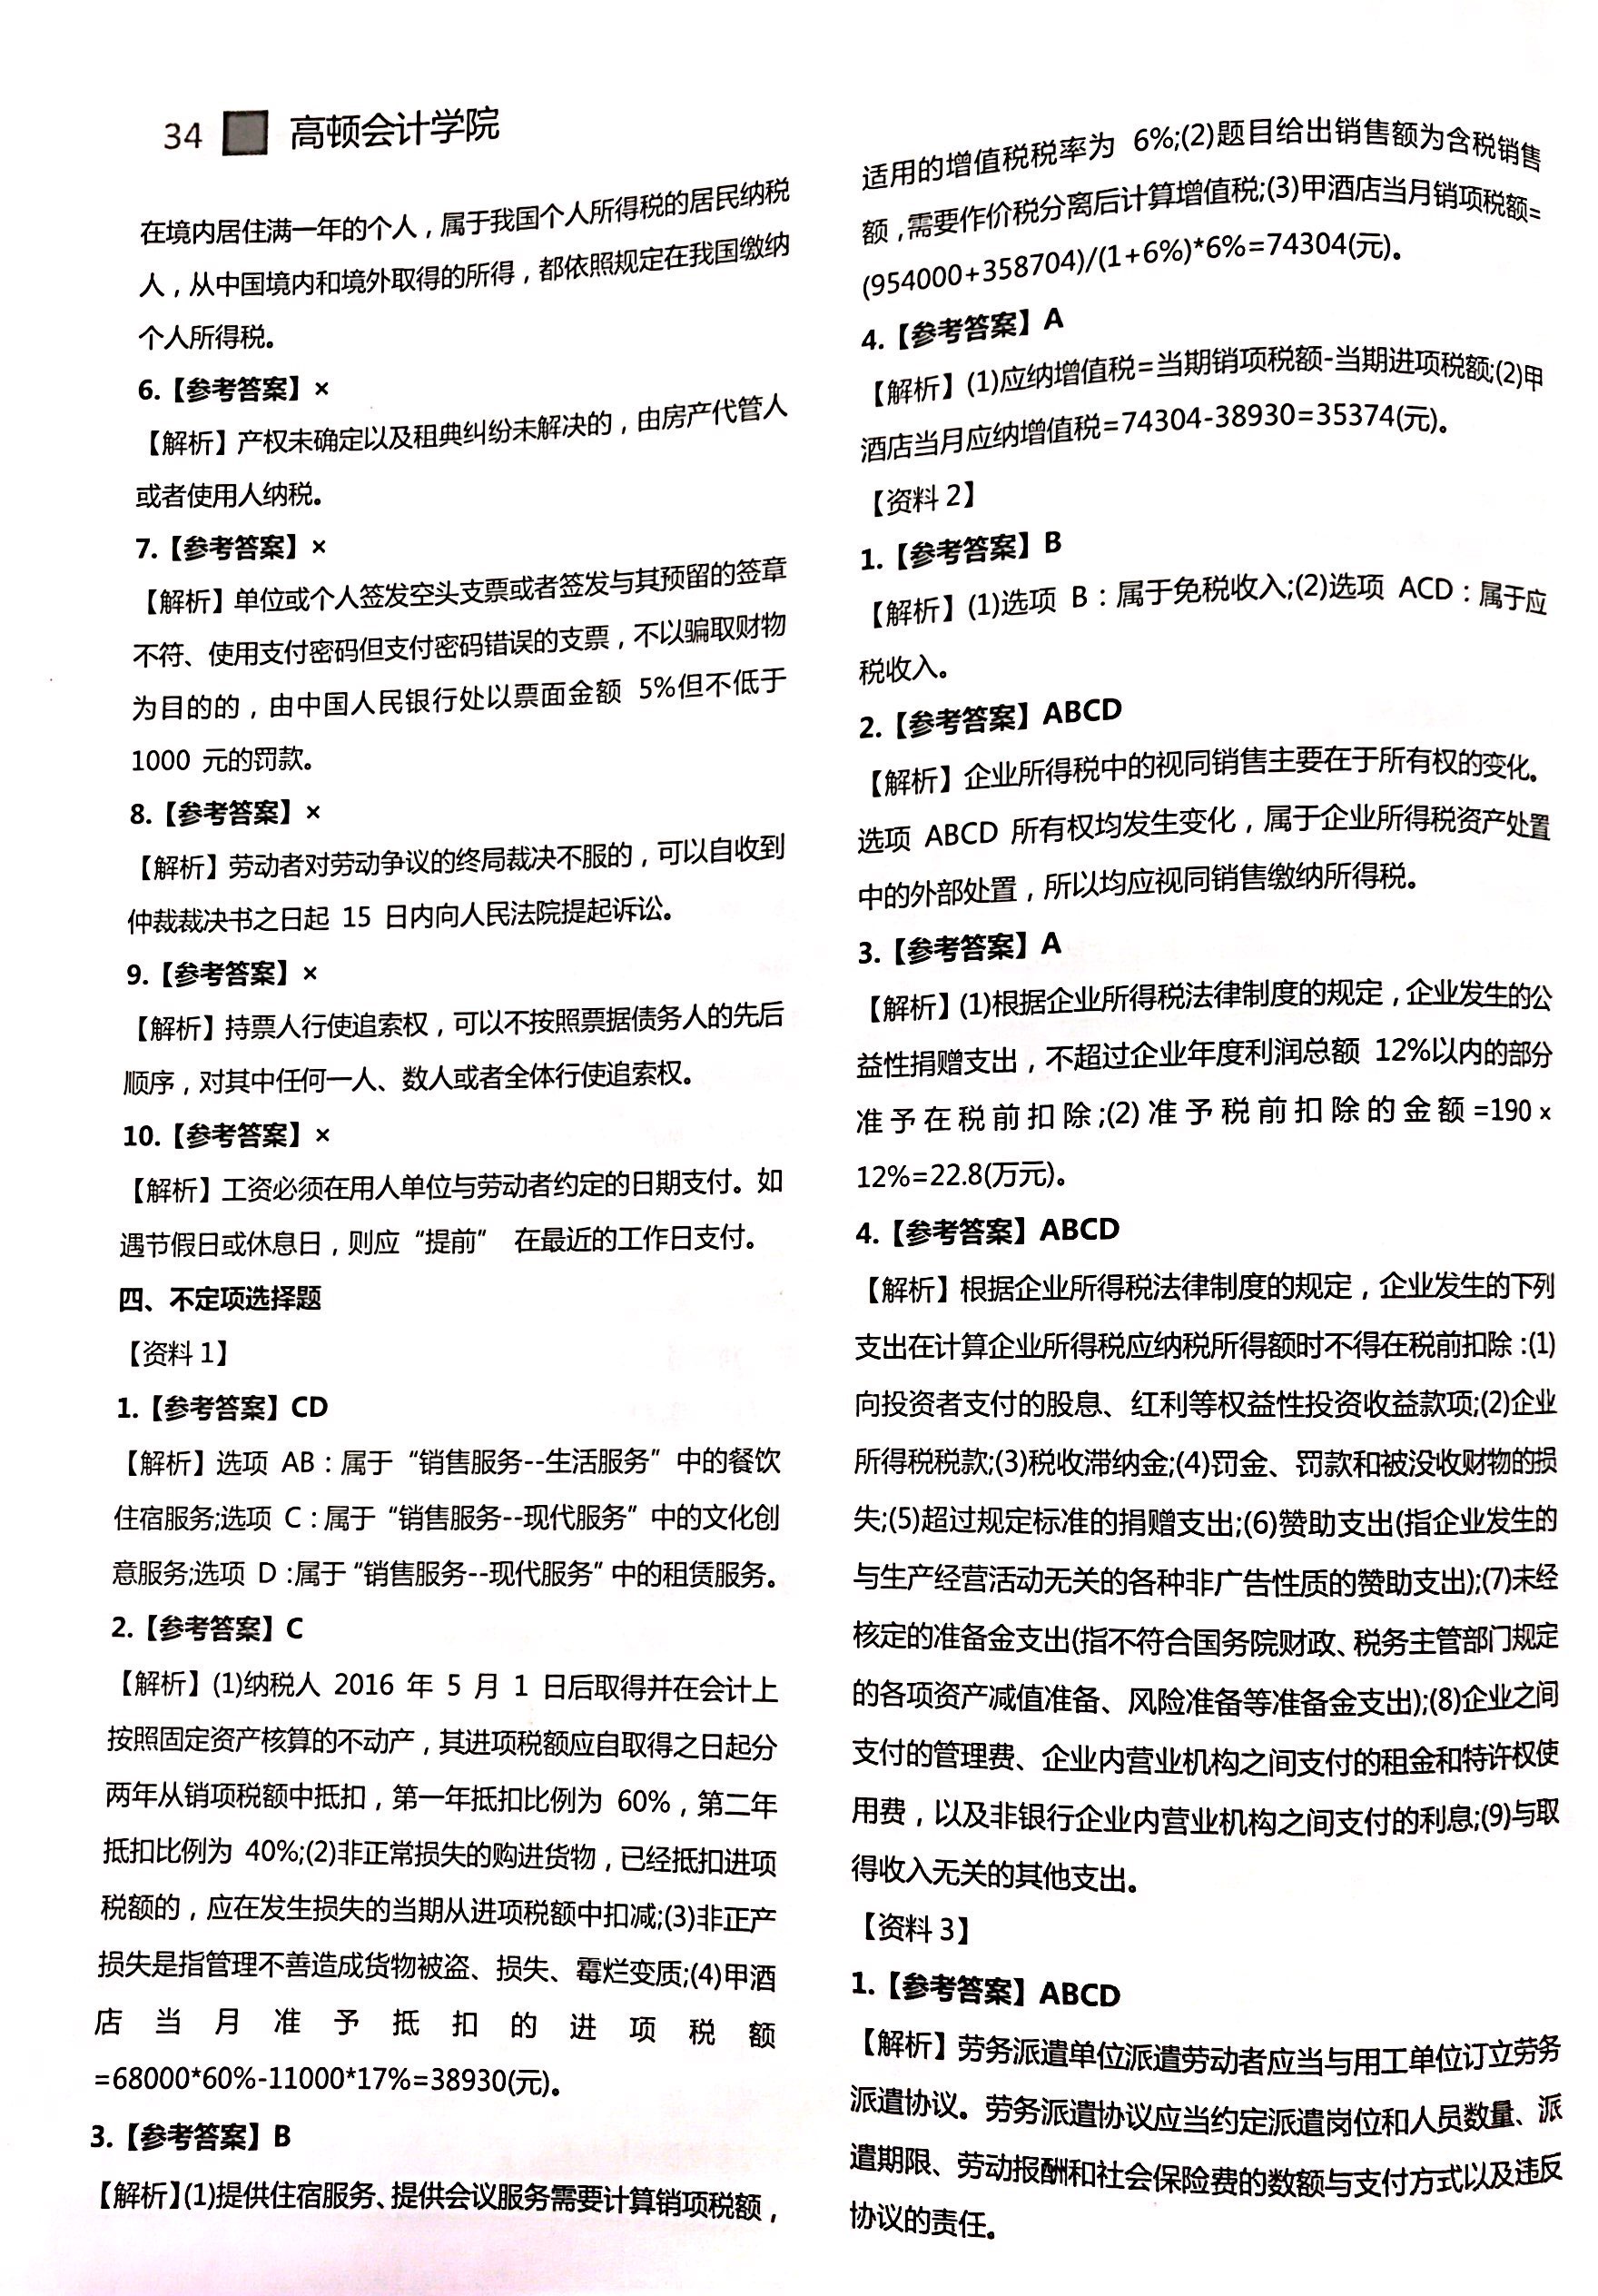 34 高顿会计学院
在境内居住满一年的个人，属于我国个人所得税的居民纳税
人，从中国境内和境外取得的所得，都依照规定在我国缴纳
个人所得税。
6.【参考答案】×
【解析】产权未确定以及租典纠纷未解决的，由房产代管人
或者使用人纳税。
7.【参考答案】×
【解析】单位或个人签发空头支票或者签发与其预留的签章
不符、使用支付密码但支付密码错误的支票，不以骗取财物
为目的的，由中国人民银行处以票面金额 5%但不低于
1000 元的罚款。
8.【参考答案】×
【解析】劳动者对劳动争议的终局裁决不服的，可以自收到
仲裁裁决书之日起 15 日内向人民法院提起诉讼。
9.【参考答案】×
【解析】持票人行使追索权，可以不按照票据债务人的先后
顺序，对其中任何一人、数人或者全体行使追索权。
10.【参考答案】×
【解析】工资必须在用人单位与劳动者约定的日期支付。如
遇节假日或休息日，则应“提前” 在最近的工作日支付。
四、不定项选择题
【资料 1】
1.【参考答案】CD
【解析】选项 AB：属于“销售服务--生活服务”中的餐饮
住宿服务;选项 C：属于“销售服务--现代服务”中的文化创
意服务;选项 D：属于“销售服务--现代服务”中的租赁服务。
2.【参考答案】C
【解析】(1)纳税人 2016 年 5 月 1 日后取得并在会计上
按照固定资产核算的不动产，其进项税额应自取得之日起分
两年从销项税额中抵扣，第一年抵扣比例为 60%，第二年
抵扣比例为 40%;(2)非正常损失的购进货物，已经抵扣进项
税额的，应在发生损失的当期从进项税额中扣减;(3)非正产
损失是指管理不善造成货物被盗、损失、霉烂变质;(4)甲酒
店当月准予抵扣的进项税额
=68000*60%-11000*17%=38930(元)。
3.【参考答案】B
【解析】(1)提供住宿服务、提供会议服务需要计算销项税额，
适用的增值税税率为 6%;(2)题目给出销售额为含税销售
额，需要作价税分离后计算增值税;(3)甲酒店当月销项税额=
(954000+358704)/(1+6%)*6%=74304(元)。
4.【参考答案】A
【解析】(1)应纳增值税=当期销项税额-当期进项税额;(2)甲
酒店当月应纳增值税=74304-38930=35374(元)。
【资料 2】
1.【参考答案】B
【解析】(1)选项 B：属于免税收入;(2)选项 ACD：属于应
税收入。
2.【参考答案】ABCD
【解析】企业所得税中的视同销售主要在于所有权的变化。
选项 ABCD 所有权均发生变化，属于企业所得税资产处置
中的外部处置，所以均应视同销售缴纳所得税。
3.【参考答案】A
【解析】(1)根据企业所得税法律制度的规定，企业发生的公
益性捐赠支出，不超过企业年度利润总额 12%以内的部分
准予在税前扣除;(2)准予税前扣除的金额=190×
12%=22.8(万元)。
4.【参考答案】ABCD
【解析】根据企业所得税法律制度的规定，企业发生的下列
支出在计算企业所得税应纳税所得额时不得在税前扣除：(1)
向投资者支付的股息、红利等权益性投资收益款项;(2)企业
所得税税款;(3)税收滞纳金;(4)罚金、罚款和被没收财物的损
失;(5)超过规定标准的捐赠支出;(6)赞助支出(指企业发生的
与生产经营活动无关的各种非广告性质的赞助支出);(7)未经
核定的准备金支出(指不符合国务院财政、税务主管部门规定
的各项资产减值准备、风险准备等准备金支出);(8)企业之间
支付的管理费、企业内营业机构之间支付的租金和特许权使
用费，以及非银行企业内营业机构之间支付的利息;(9)与取
得收入无关的其他支出。
【资料 3】
1.【参考答案】ABCD
【解析】劳务派遣单位派遣劳动者应当与用工单位订立劳务
派遣协议。劳务派遣协议应当约定派遣岗位和人员数量、派
遣期限、劳动报酬和社会保险费的数额与支付方式以及违反
协议的责任。